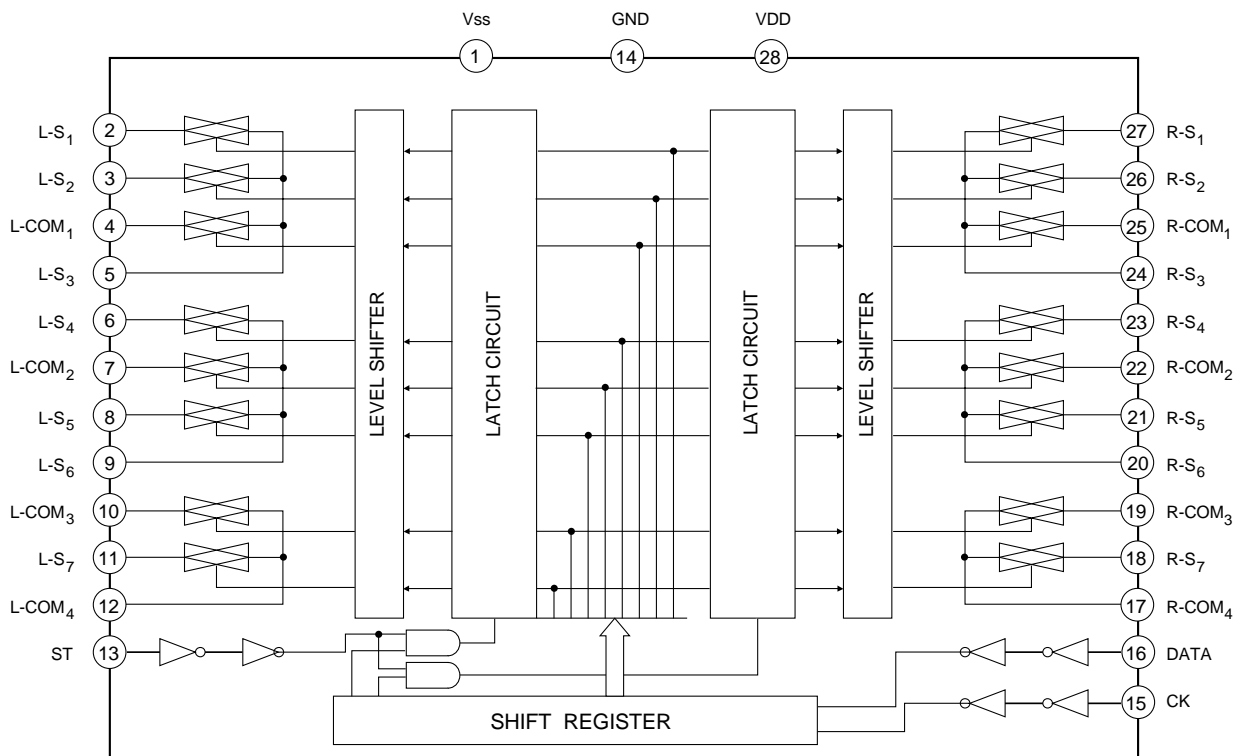 Vss GND VDD
1 14 28
L-S1 2
L-S2 3
L-COM1 4
L-S3 5
L-S4 6
L-COM2 7
L-S5 8
L-S6 9
L-COM3 10
L-S7 11
L-COM4 12
ST 13
LEVEL SHIFTER
LATCH CIRCUIT
LATCH CIRCUIT
LEVEL SHIFTER
27 R-S1
26 R-S2
25 R-COM1
24 R-S3
23 R-S4
22 R-COM2
21 R-S5
20 R-S6
19 R-COM3
18 R-S7
17 R-COM4
16 DATA
15 CK
SHIFT REGISTER